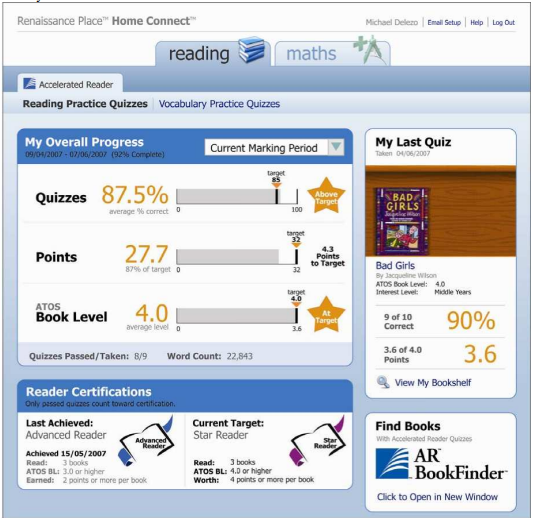 Renaissance Place™ Home Connect™
Michael Delezo | Email Setup | Help | Log Out
reading
maths
Accelerated Reader
Reading Practice Quizzes | Vocabulary Practice Quizzes
My Overall Progress
09/04/2007 - 07/06/2007 (92% Complete)
Current Marking Period
Quizzes
87.5%
average % correct
target
85
0
100
Above Target
Points
27.7
87% of target
target
32
0
32
4.3
Points
to Target
ATOS
Book Level
4.0
average level
target
4.0
0
3.6
At
Target
Quizzes Passed/Taken: 8/9 Word Count: 22,843
My Last Quiz
Taken 04/06/2007
BAD
GIRLS
Jacqueline Wilson
Bad Girls
By Jacqueline Wilson
ATOS Book Level: 4.0
Interest Level: Middle Years
9 of 10
Correct
90%
3.6 of 4.0
Points
3.6
View My Bookshelf
Reader Certifications
Only passed quizzes count toward certification.
Last Achieved:
Advanced Reader
Advanced
Reader
Achieved 15/05/2007
Read: 3 books
ATOS BL: 3.0 or higher
Earned: 2 points or more per book
Current Target:
Star Reader
Star
Reader
Read: 3 books
ATOS BL: 4.0 or higher
Worth: 4 points or more per book
Find Books
With Accelerated Reader Quizzes
AR
BookFinder™
Click to Open in New Window